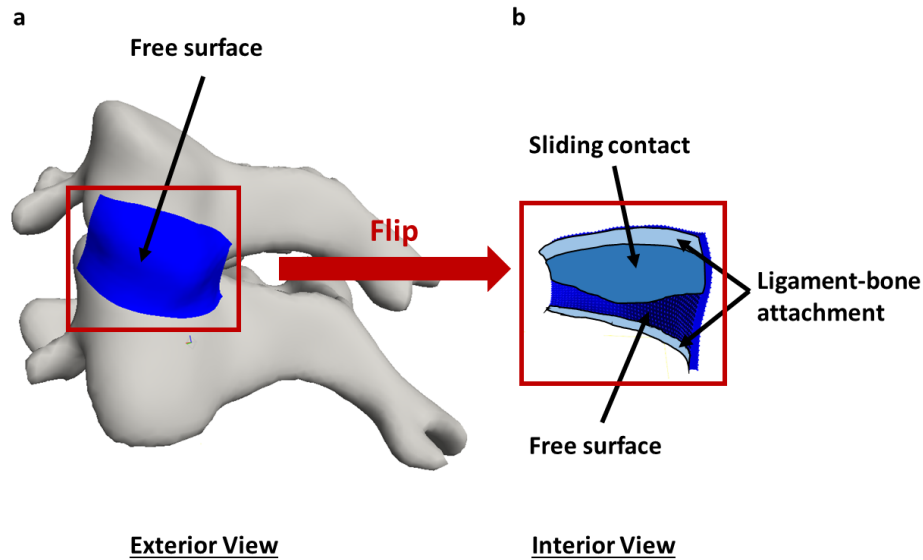 a
b
Free surface
Sliding contact
Flip
Ligament-bone
attachment
Free surface
Exterior View
Interior View